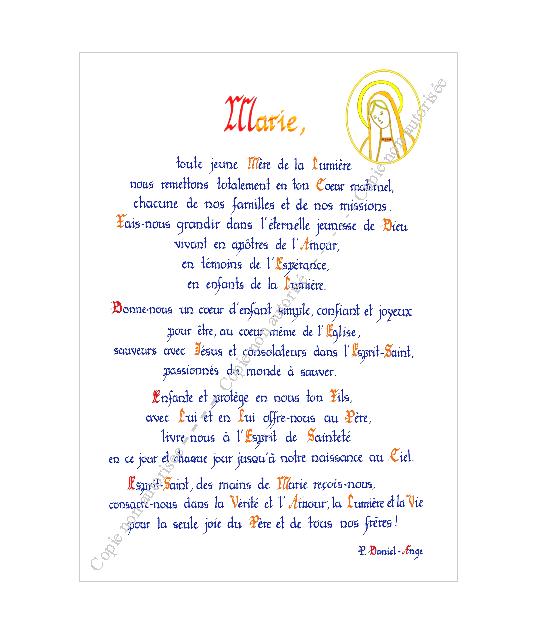 Marie,
toute jeune Mère de la Lumière
nous remettons totalement en ton Coeur maternel,
chacune de nos familles et de nos missions.
Fais-nous grandir dans l'éternelle jeunesse de Dieu
vivant en apôtres de l'Amour,
en témoins de l'Espérance,
en enfants de la Lumière.
Donne-nous un coeur d'enfant simple, confiant et joyeux
pour être, au coeur même de l'Eglise,
sauveurs avec Jésus et consolateurs dans l'Esprit-Saint,
passionnés du monde à sauver.
Enfante et protège en nous ton Fils,
avec Lui et en Lui offre-nous au Père,
livre-nous à l'Esprit de Sainteté
en ce jour et chaque jour jusqu'à notre naissance au Ciel.
Esprit-Saint, des mains de Marie reçois-nous,
consacre-nous dans la Vérité et l'Amour, la Lumière et la Vie
pour la seule joie du Père et de tous nos frères!
P. Daniel-Ange
Copie non autorisée - - - - Copie non autorisée - - - - Copie non autorisée